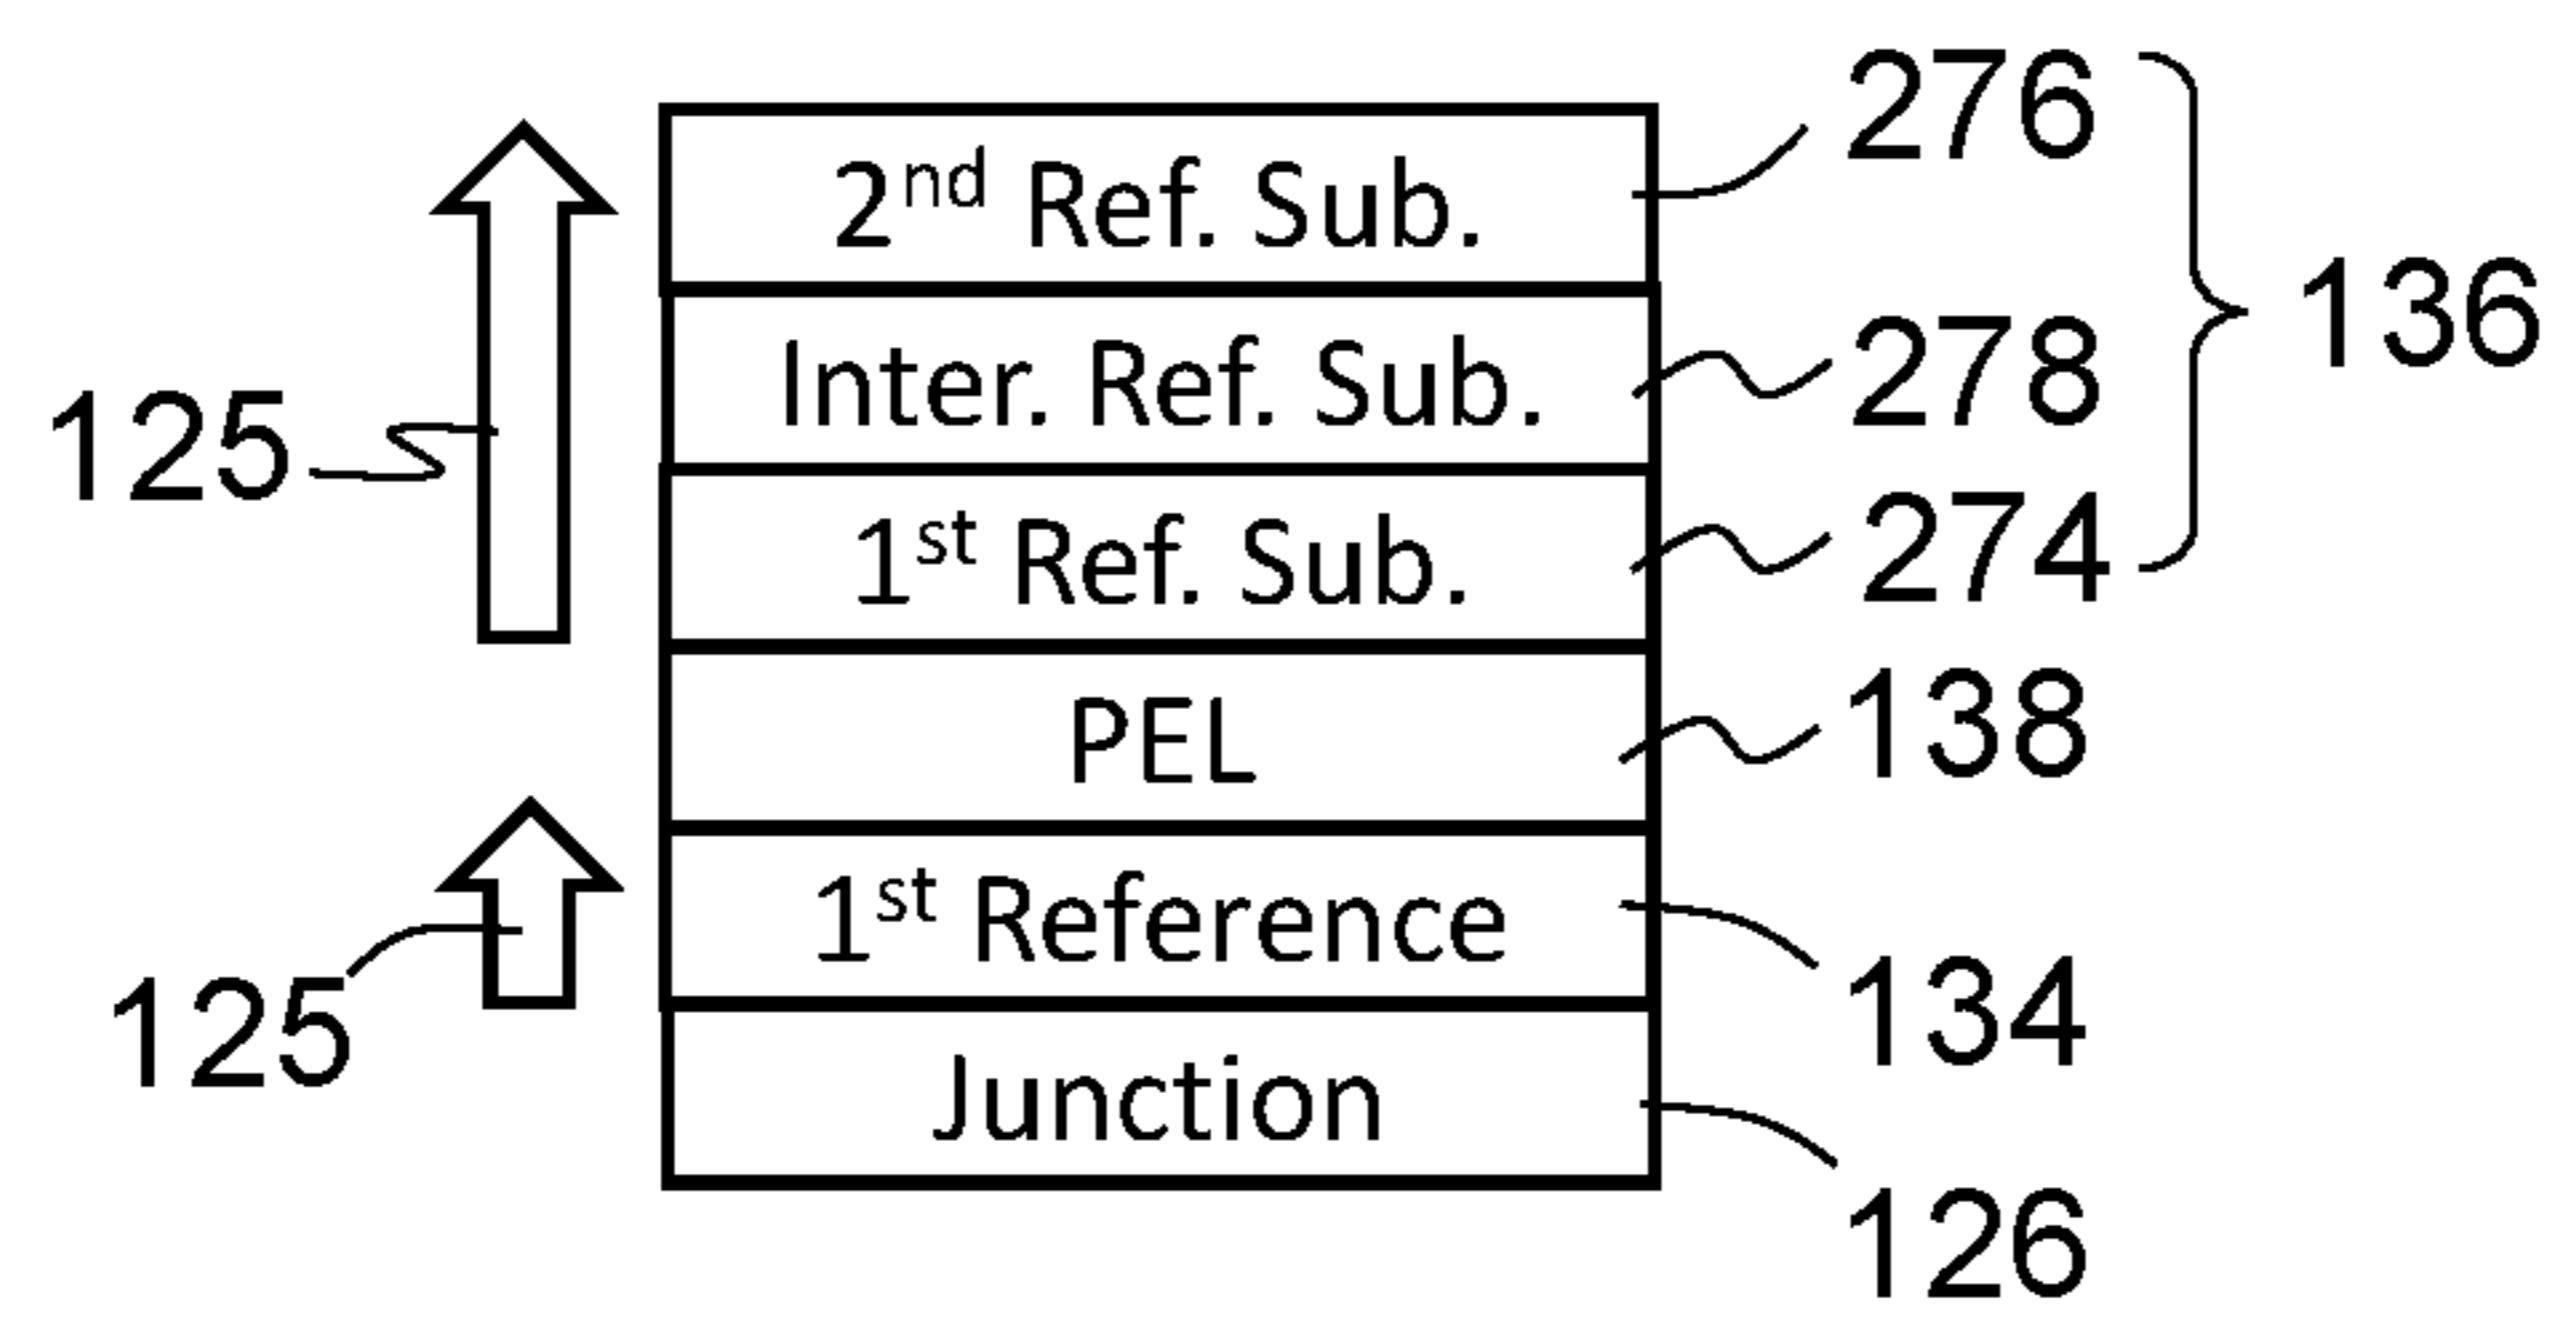 276
2nd Ref. Sub.
136
Inter. Ref. Sub.
278
125
1st Ref. Sub.
274
PEL
138
1st Reference
134
125
Junction
126